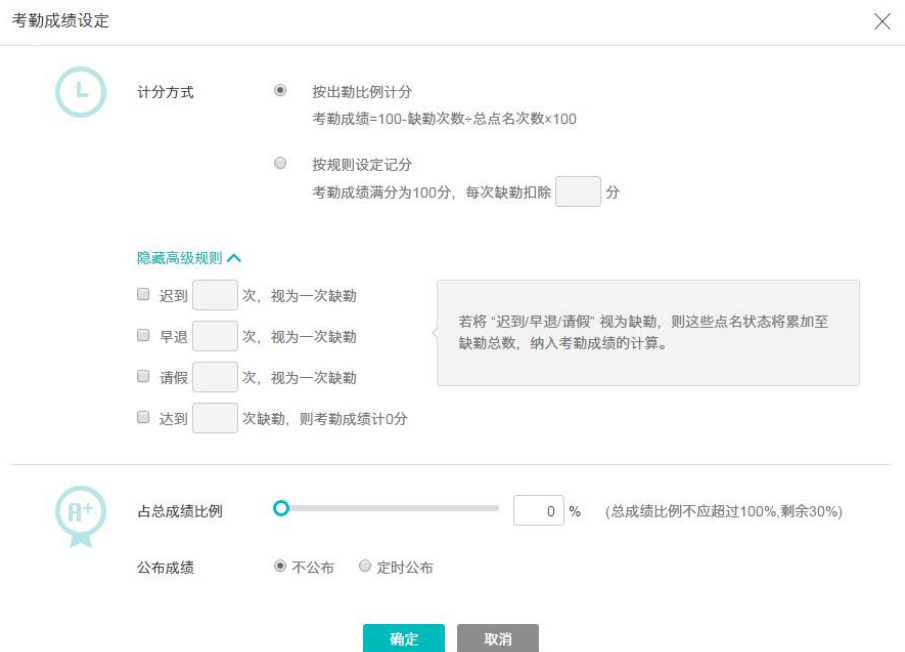 考勤成绩设定
计分方式
按出勤比例计分
考勤成绩=100-缺勤次数÷总点名次数×100
按规则设定记分
考勤成绩满分为100分，每次缺勤扣除 分
隐藏高级规则
迟到 次，视为一次缺勤
早退 次，视为一次缺勤
请假 次，视为一次缺勤
达到 次缺勤，则考勤成绩计0分
若将 “迟到/早退/请假” 视为缺勤，则这些点名状态将累加至
缺勤总数，纳入考勤成绩的计算。
A+
占总成绩比例 0 % (总成绩比例不应超过100%,剩余30%)
公布成绩 不公布 定时公布
确定 取消